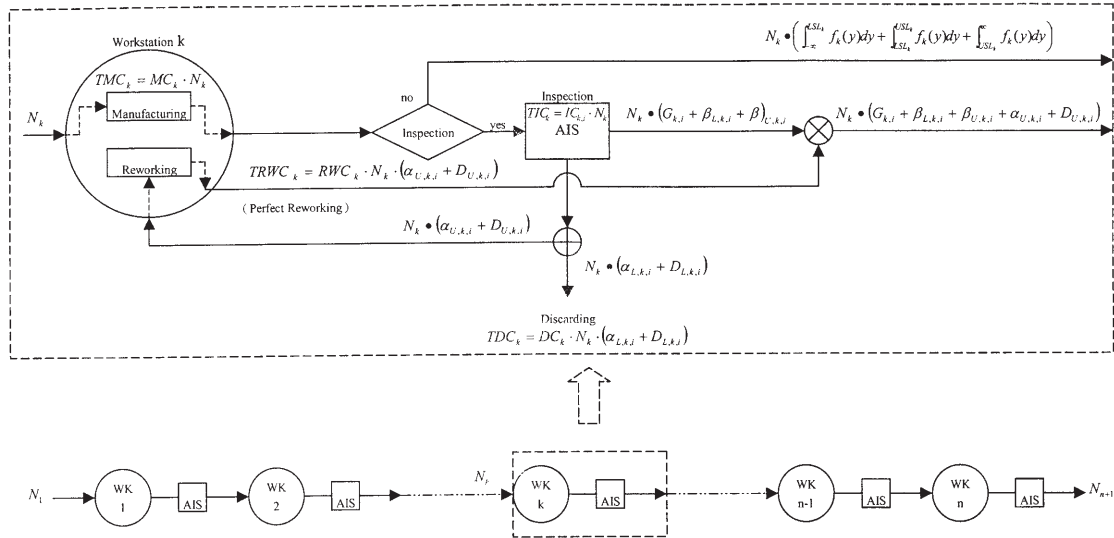 Workstation k
TMC_k = MC_k · N_k
N_k
Manufacturing
Reworking
no
Inspection
yes
N_k • (∫_{-∞}^{LSL_k} f_k(y)dy + ∫_{LSL_k}^{USL_k} f_k(y)dy + ∫_{USL_k}^{∞} f_k(y)dy)
Inspection
TIC_k = IC_{k,i} · N_k
AIS
N_k • (G_{k,i} + β_{L,k,i} + β)_{U,k,i}
N_k • (G_{k,i} + β_{L,k,i} + β_{U,k,i} + α_{U,k,i} + D_{U,k,i})
TRWC_k = RWC_k · N_k · (α_{U,k,i} + D_{U,k,i})
( Perfect Reworking )
N_k • (α_{U,k,i} + D_{U,k,i})
N_k • (α_{L,k,i} + D_{L,k,i})
Discarding
TDC_k = DC_k · N_k · (α_{L,k,i} + D_{L,k,i})
N_1
WK
1
AIS
WK
2
AIS
WK
k
AIS
WK
n-1
AIS
WK
n
AIS
N_{n+1}